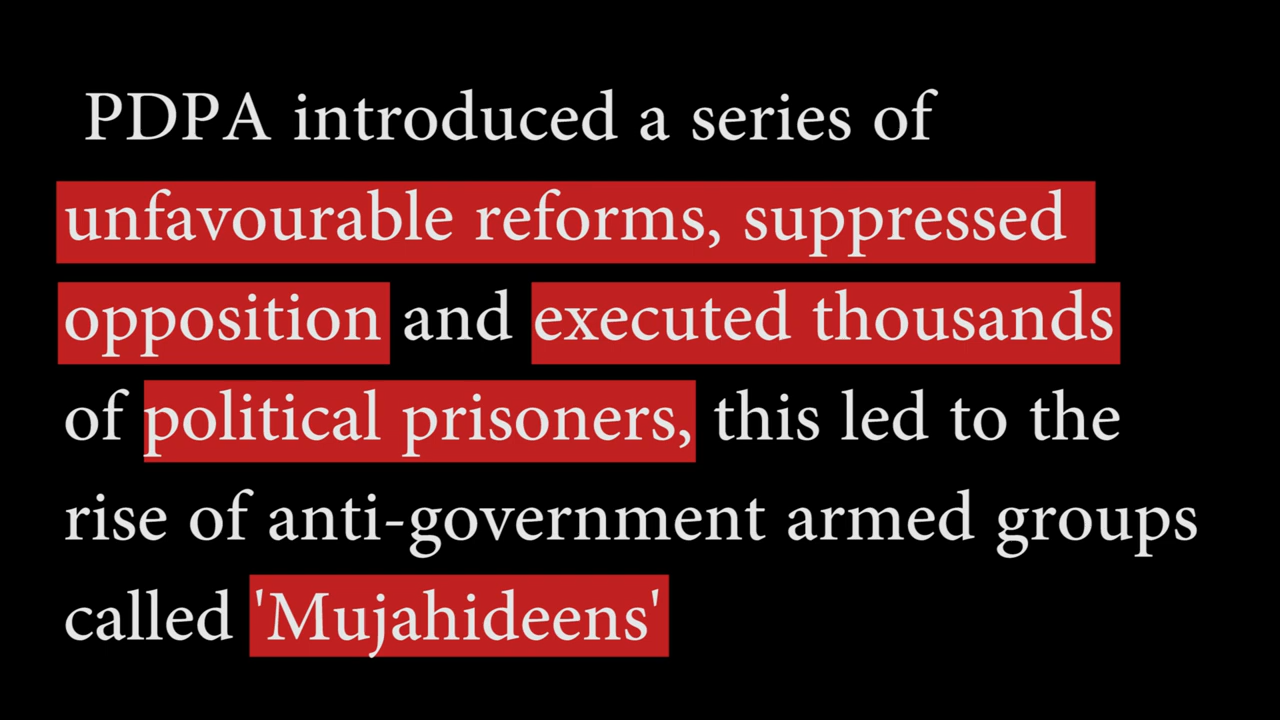 PDPA introduced a series of
unfavourable reforms, suppressed
opposition and executed thousands
of political prisoners, this led to the
rise of anti-government armed groups
called 'Mujahideens'